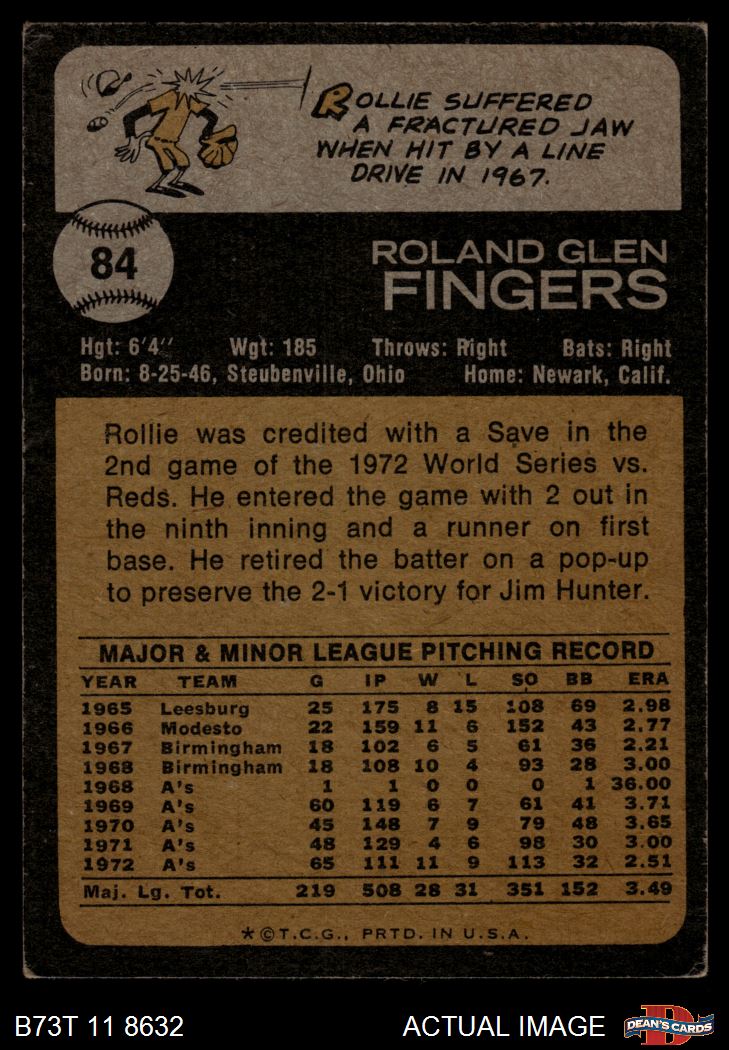 ROLLIE SUFFERED
A FRACTURED JAW
WHEN HIT BY A LINE
DRIVE IN 1967.
84
ROLAND GLEN
FINGERS
Hgt: 6'4" Wgt: 185 Throws: Right Bats: Right
Born: 8-25-46, Steubenville, Ohio Home: Newark, Calif.
Rollie was credited with a Save in the
2nd game of the 1972 World Series vs.
Reds. He entered the game with 2 out in
the ninth inning and a runner on first
base. He retired the batter on a pop-up
to preserve the 2-1 victory for Jim Hunter.
MAJOR & MINOR LEAGUE PITCHING RECORD
YEAR TEAM G IP W L SO BB ERA
1965 Leesburg 25 175 8 15 108 69 2.98
1966 Modesto 22 159 11 6 152 43 2.77
1967 Birmingham 18 102 6 5 61 36 2.21
1968 Birmingham 18 108 10 4 93 28 3.00
1968 A's 1 1 0 0 0 1 36.00
1969 A's 60 119 6 7 61 41 3.71
1970 A's 45 148 7 9 79 48 3.65
1971 A's 48 129 4 6 98 30 3.00
1972 A's 65 111 11 9 113 32 2.51
Maj. Lg. Tot. 219 508 28 31 351 152 3.49
*©T.C.G., PRTD. IN U.S.A.
B73T 11 8632 ACTUAL IMAGE DEAN'S CARDS